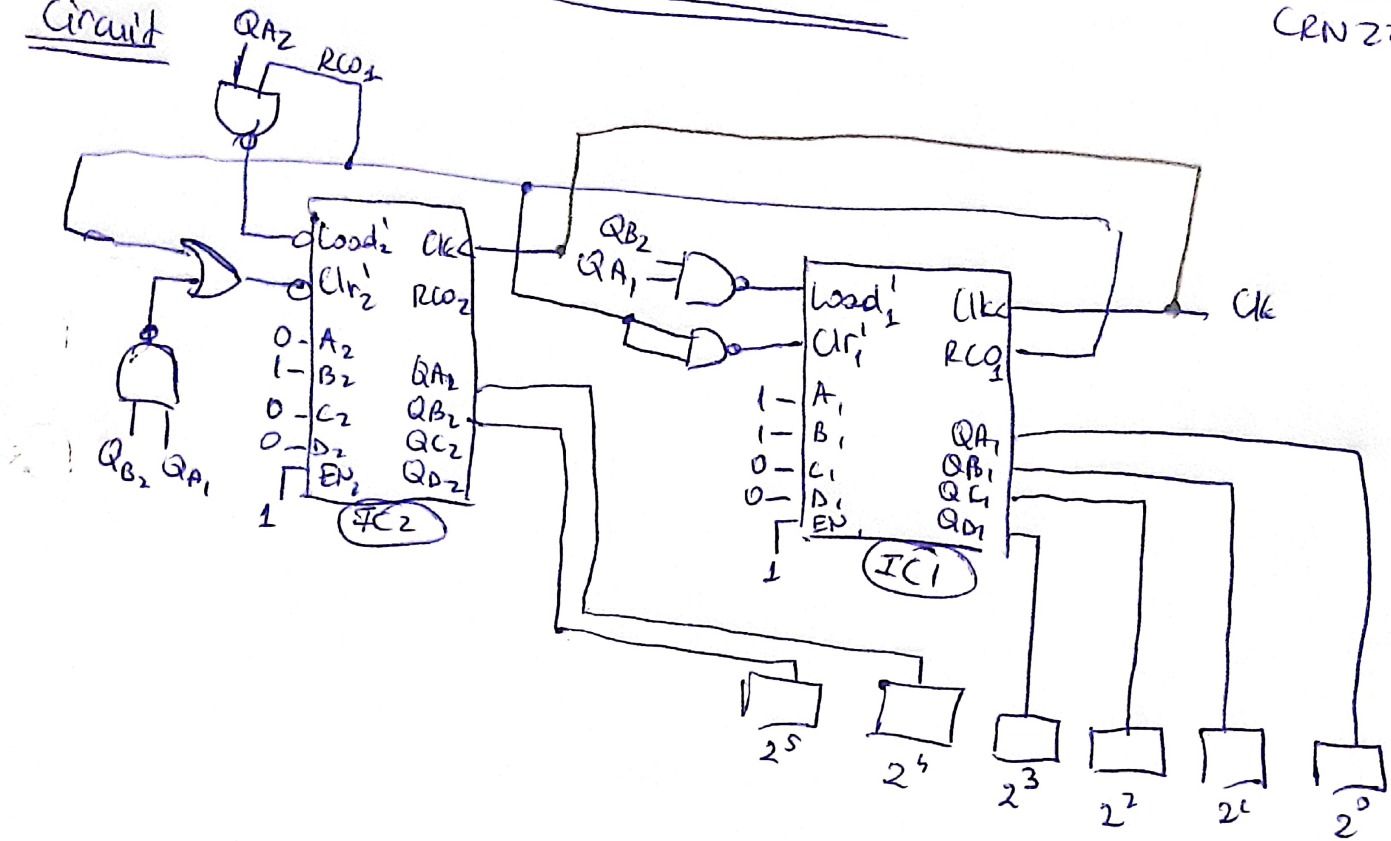 Circuit
QA2
RCO1
CRN 22
Load2'
Clk
Clr2'
RCO2
0- A2
1- B2
QA2
0- C2
QB2
0- D2
QC2
EN2
QD2
1
IC2
QB2
QA1
QB2
QA1
Load1'
Clk
Clk
Clr1'
RCO1
1- A1
1- B1
QA1
0- C1
QB1
0- D1
QC1
EN1
QD1
1
IC1
2^5
2^4
2^3
2^2
2^1
2^0